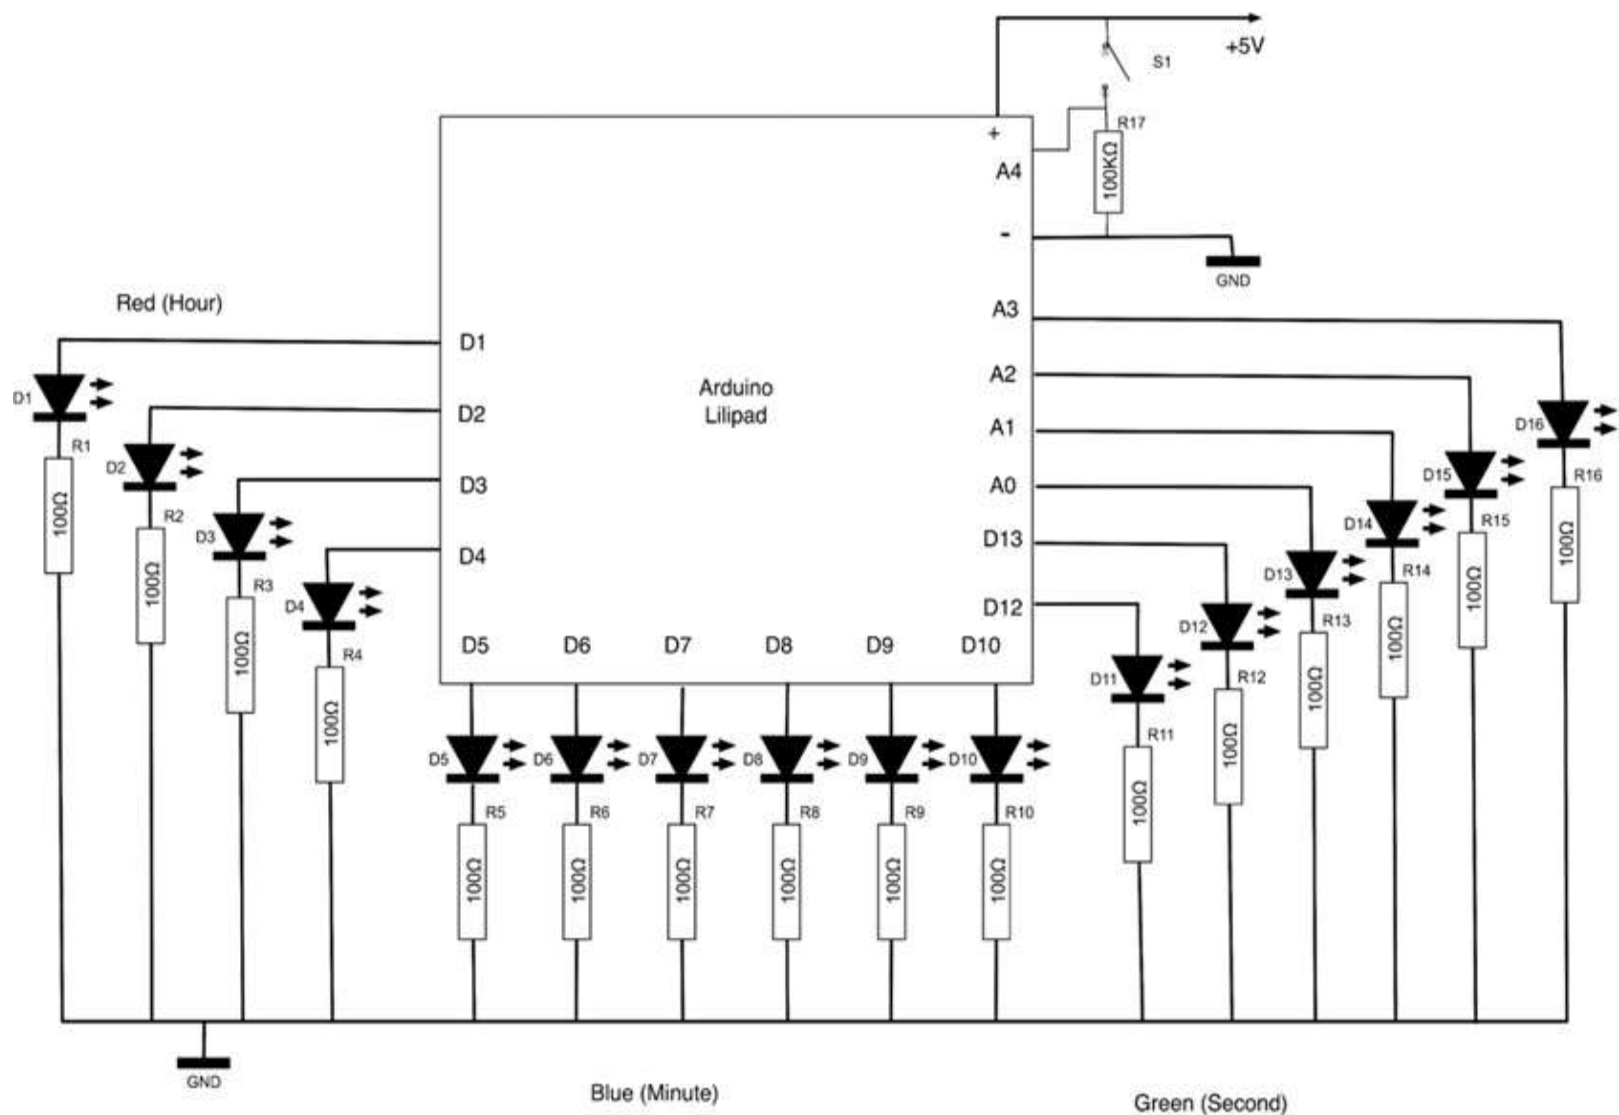 +5V
S1
R17
100KΩ
+
A4
-
GND
Red (Hour)
Arduino
Lilipad
D1
D2
D3
D4
D5
D6
D7
D8
D9
D10
A3
A2
A1
A0
D13
D12
D1
R1
100Ω
D2
R2
100Ω
D3
R3
100Ω
D4
R4
100Ω
D5
R5
100Ω
D6
R6
100Ω
D7
R7
100Ω
D8
R8
100Ω
D9
R9
100Ω
D10
R10
100Ω
D11
R11
100Ω
D12
R12
100Ω
D13
R13
100Ω
D14
R14
100Ω
D15
R15
100Ω
D16
R16
100Ω
GND
Blue (Minute)
Green (Second)